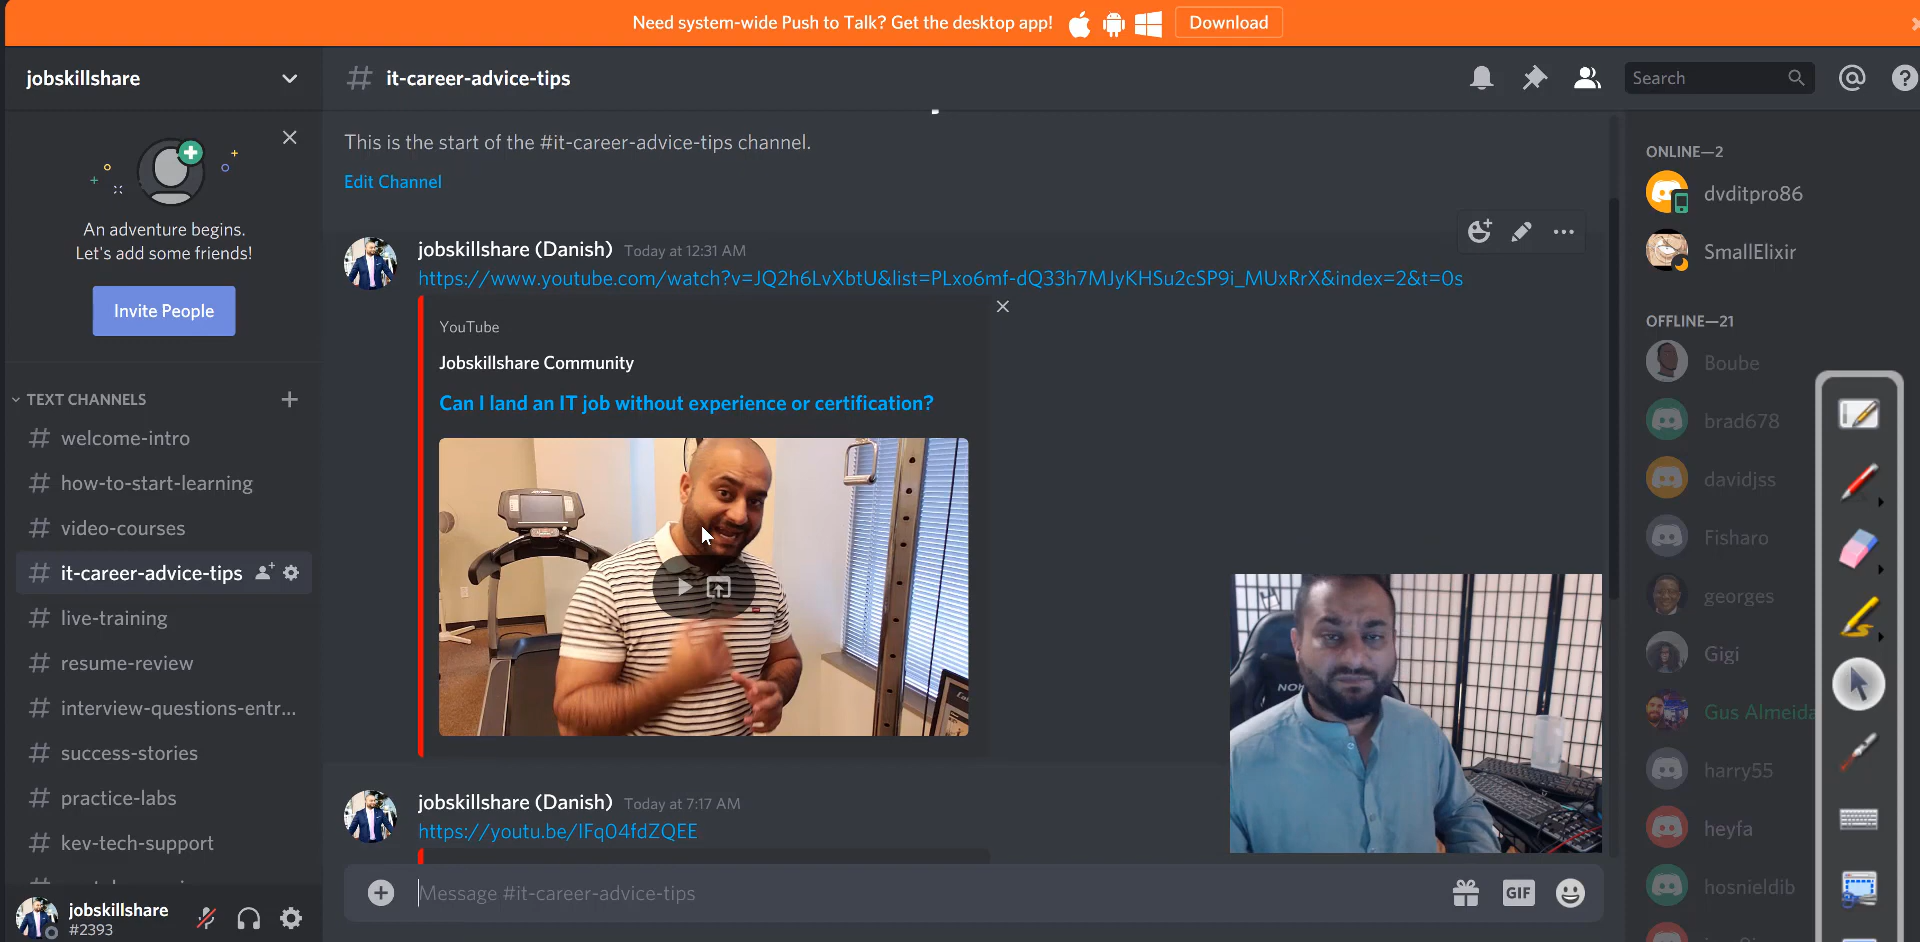 Need system-wide Push to Talk? Get the desktop app!
Download
jobskillshare
An adventure begins.
Let's add some friends!
Invite People
TEXT CHANNELS
# welcome-intro
# how-to-start-learning
# video-courses
# it-career-advice-tips
# live-training
# resume-review
# interview-questions-entr...
# success-stories
# practice-labs
# kev-tech-support
jobskillshare
#2393
# it-career-advice-tips
Search
This is the start of the #it-career-advice-tips channel.
Edit Channel
jobskillshare (Danish) Today at 12:31 AM
https://www.youtube.com/watch?v=JQ2h6LvXbtU&list=PLxo6mf-dQ33h7MJyKHSu2cSP9i_MUxRrX&index=2&t=0s
YouTube
Jobskillshare Community
Can I land an IT job without experience or certification?
jobskillshare (Danish) Today at 7:17 AM
https://youtu.be/lFq04fdZQEE
Message #it-career-advice-tips
GIF
ONLINE—2
dvditpro86
SmallElixir
OFFLINE—21
Boube
brad678
davidjss
Fisharo
georges
Gigi
Gus Almeida
harry55
heyfa
hosnieldib